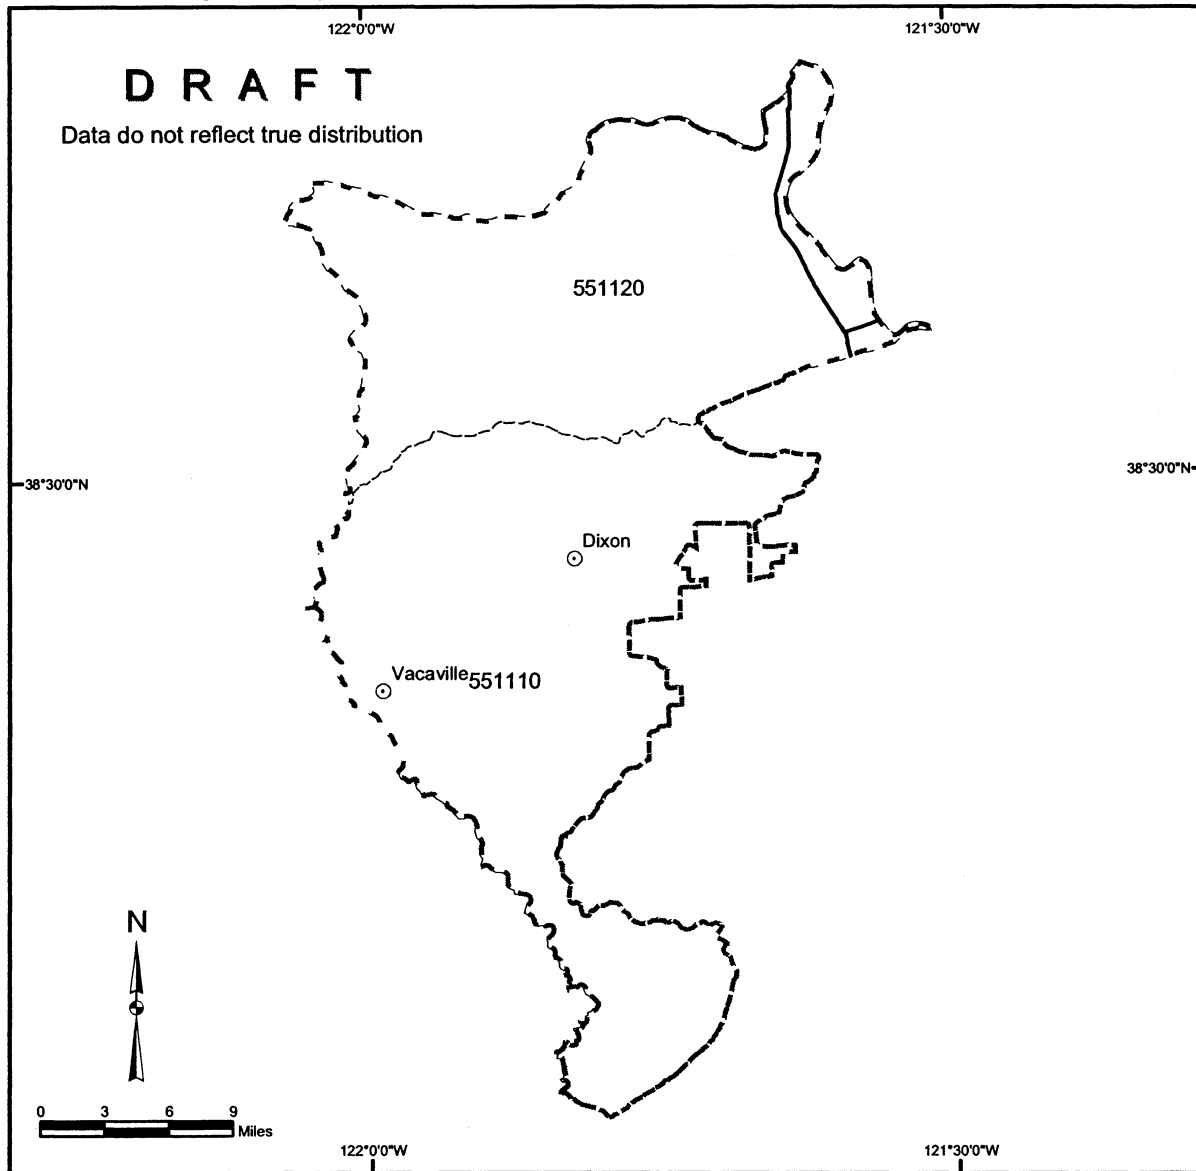 122°0'0"W
121°30'0"W
DRAFT
Data do not reflect true distribution
551120
38°30'0"N
38°30'0"N
Dixon
Vacaville
551110
N
0 3 6 9
Miles
122°0'0"W
121°30'0"W